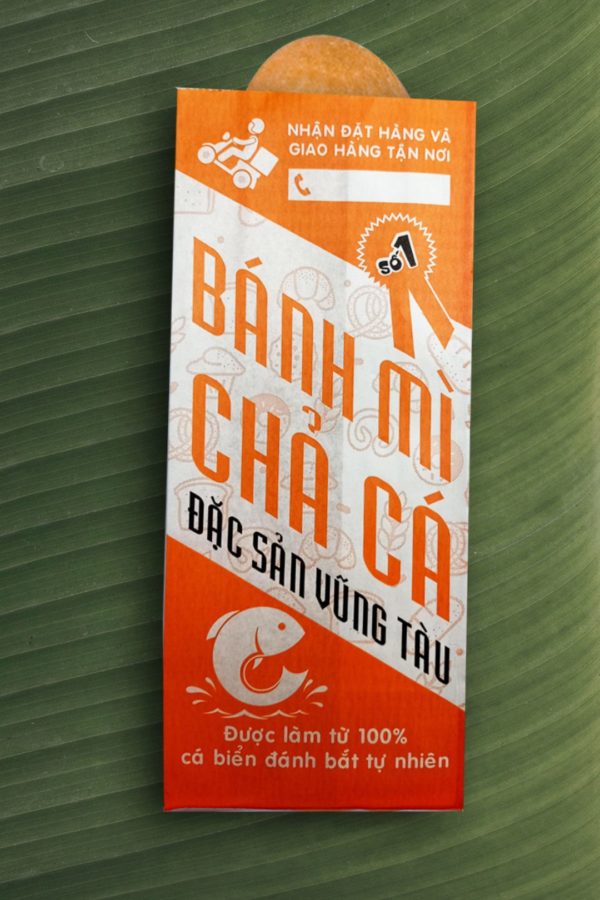 NHẬN ĐẶT HÀNG VÀ
GIAO HÀNG TẬN NƠI
SỐ 1
BÁNH MÌ
CHẢ CÁ
ĐẶC SẢN VŨNG TÀU
Được làm từ 100%
cá biển đánh bắt tự nhiên